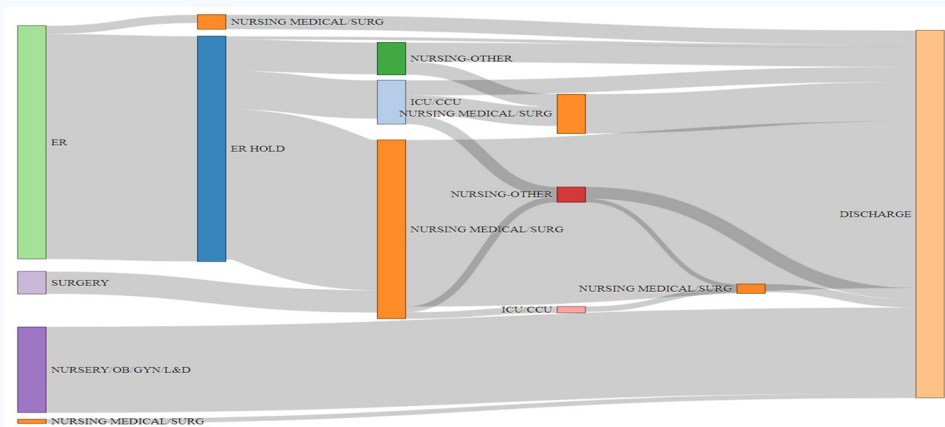 NURSING MEDICAL/SURG
NURSING-OTHER
ICU/CCU
NURSING MEDICAL/SURG
ER
ER HOLD
NURSING-OTHER
DISCHARGE
NURSING MEDICAL/SURG
SURGERY
NURSING MEDICAL/SURG
ICU/CCU
NURSERY/OB/GYN/L&D
NURSING MEDICAL/SURG